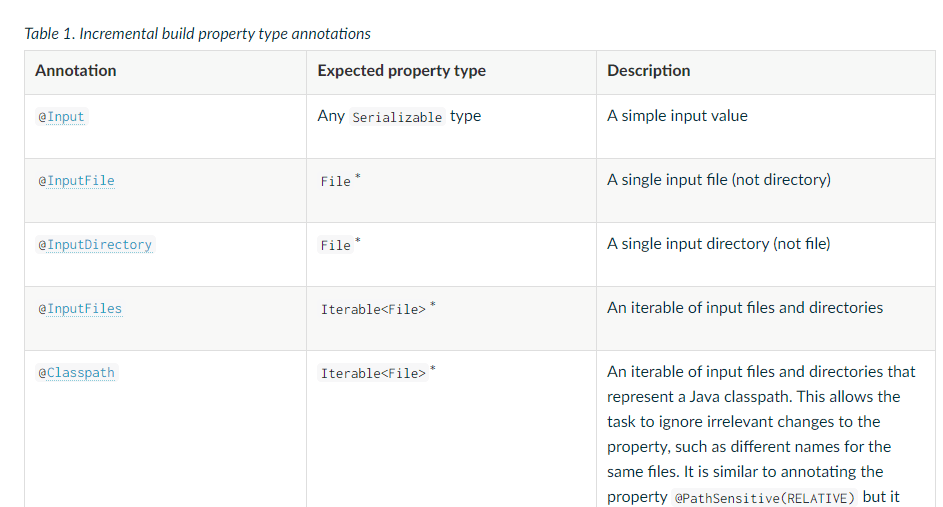 Table 1. Incremental build property type annotations
Annotation Expected property type Description
@Input Any Serializable type A simple input value
@InputFile File * A single input file (not directory)
@InputDirectory File * A single input directory (not file)
@InputFiles Iterable<File> * An iterable of input files and directories
@Classpath Iterable<File> * An iterable of input files and directories that
represent a Java classpath. This allows the
task to ignore irrelevant changes to the
property, such as different names for the
same files. It is similar to annotating the
property @PathSensitive(RELATIVE) but it